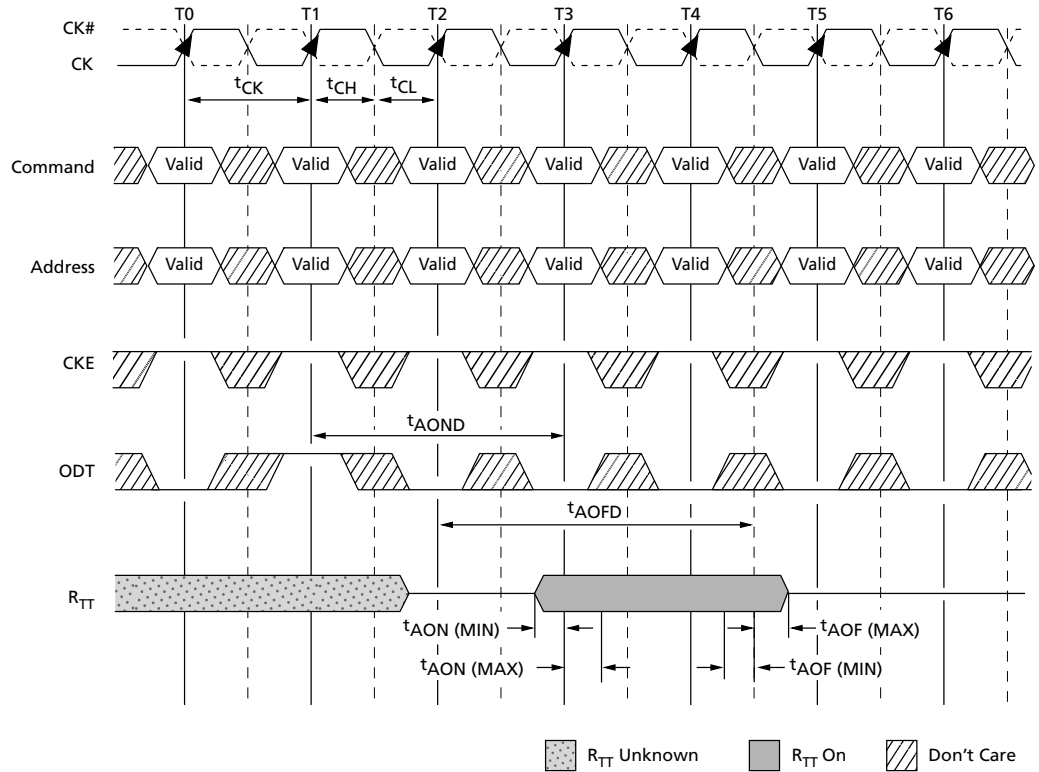 T0 T1 T2 T3 T4 T5 T6
CK#
CK
tCK tCH tCL
Command Valid Valid Valid Valid Valid Valid Valid
Address Valid Valid Valid Valid Valid Valid Valid
CKE
tAOND
ODT
tAOFD
RTT
tAON (MIN) tAOF (MAX)
tAON (MAX) tAOF (MIN)
RTT Unknown RTT On Don't Care